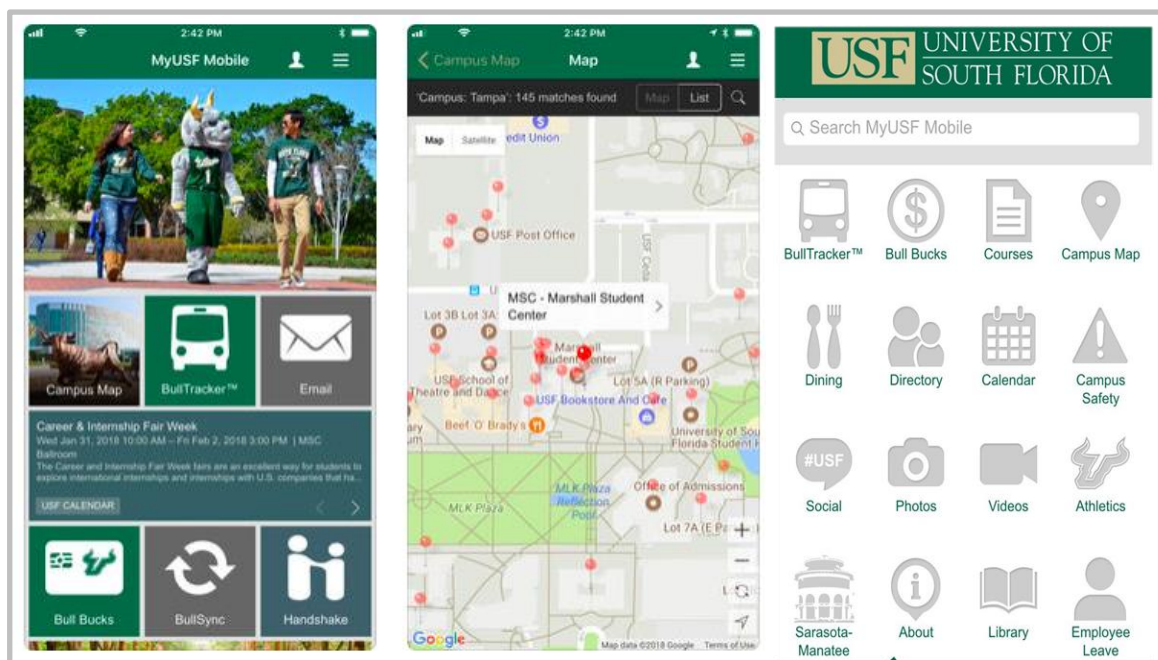 2:42 PM
MyUSF Mobile
Campus Map
BullTracker™
Email
Career & Internship Fair Week
Wed Jan 31, 2018 10:00 AM – Fri Feb 2, 2018 3:00 PM | MSC
Ballroom
The Career and Internship Fair Week fairs are an excellent way for students to
explore international internships and internships with U.S. companies that ha...
USF CALENDAR
Bull Bucks
BullSync
Handshake
2:42 PM
Campus Map
Map
'Campus: Tampa': 145 matches found
Map
List
Map
Satellite
edit Union
USF Post Office
MSC - Marshall Student
Center
Lot 3B
Lot 3A
Marshall
Student Center
USF School of
Theatre and Dance
Lot 5A (R Parking)
USF Bookstore And Cafe
Beef 'O' Brady's
University of Sou
Florida Student
MLK Plaza
MLK Plaza
Reflection
Pool
Office of Admissions
Lot 7A (E Pa
Google
Map data ©2018 Google
Terms of Use
USF UNIVERSITY OF
SOUTH FLORIDA
Search MyUSF Mobile
BullTracker™
Bull Bucks
Courses
Campus Map
Dining
Directory
Calendar
Campus
Safety
#USF
Social
Photos
Videos
Athletics
Sarasota-
Manatee
About
Library
Employee
Leave